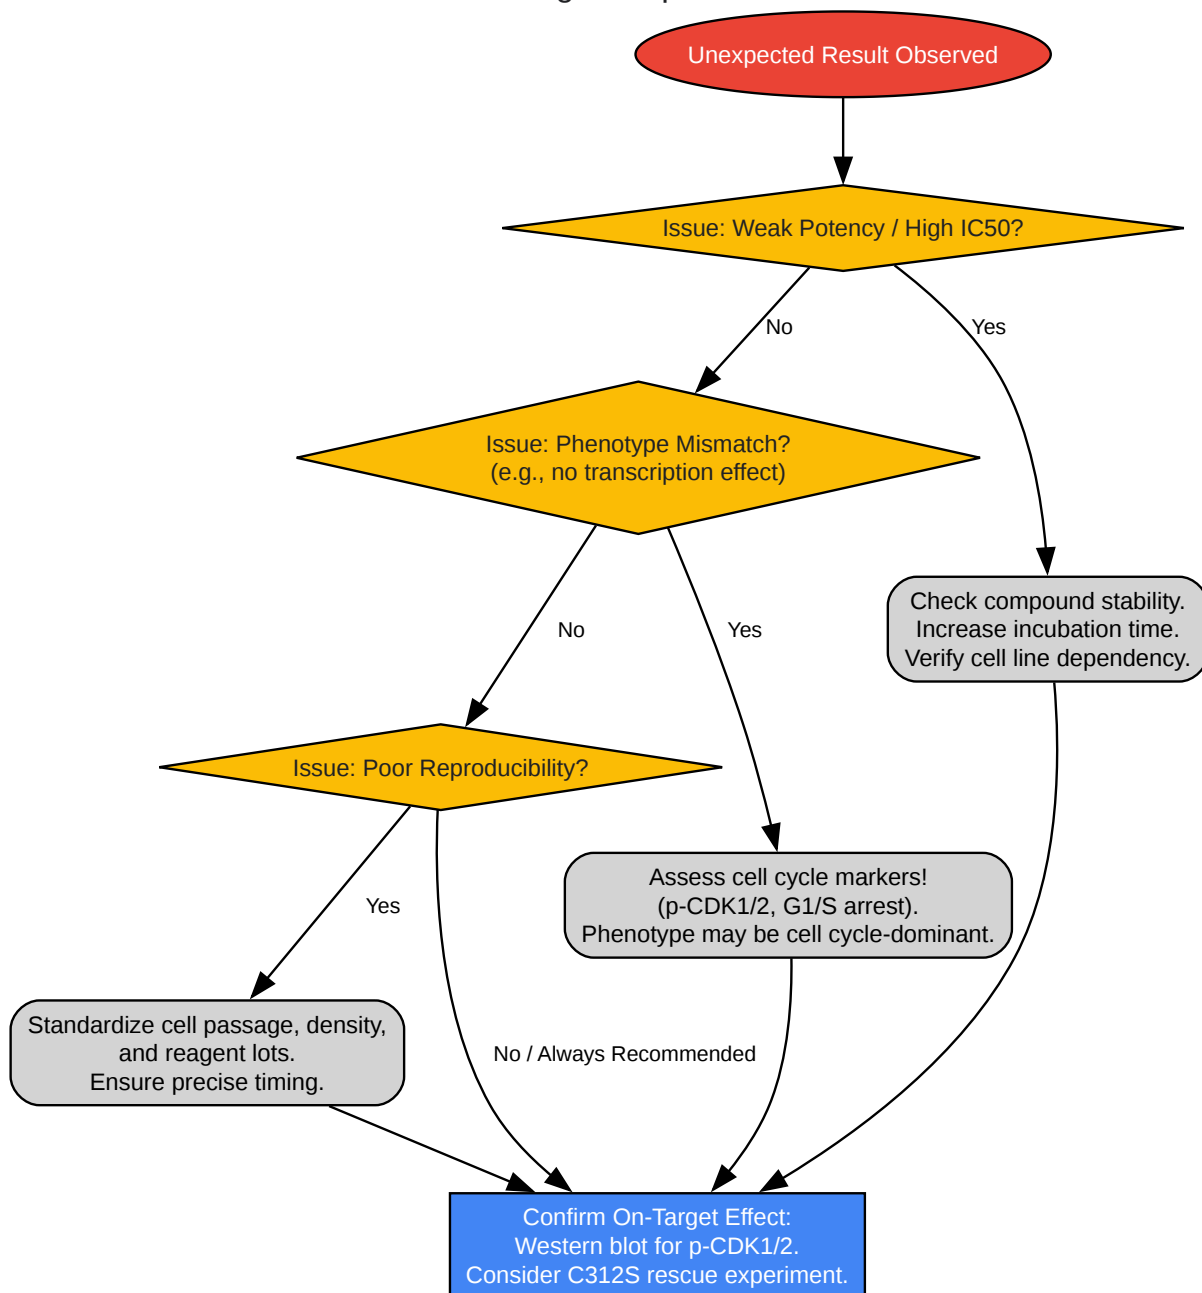 Unexpected Result Observed
Issue: Weak Potency / High IC50?
No
Yes
Issue: Phenotype Mismatch?
(e.g., no transcription effect)
Check compound stability.
Increase incubation time.
Verify cell line dependency.
No
Yes
Issue: Poor Reproducibility?
Assess cell cycle markers!
(p-CDK1/2, G1/S arrest).
Phenotype may be cell cycle-dominant.
Yes
Standardize cell passage, density,
and reagent lots.
Ensure precise timing.
No / Always Recommended
Confirm On-Target Effect:
Western blot for p-CDK1/2.
Consider C312S rescue experiment.